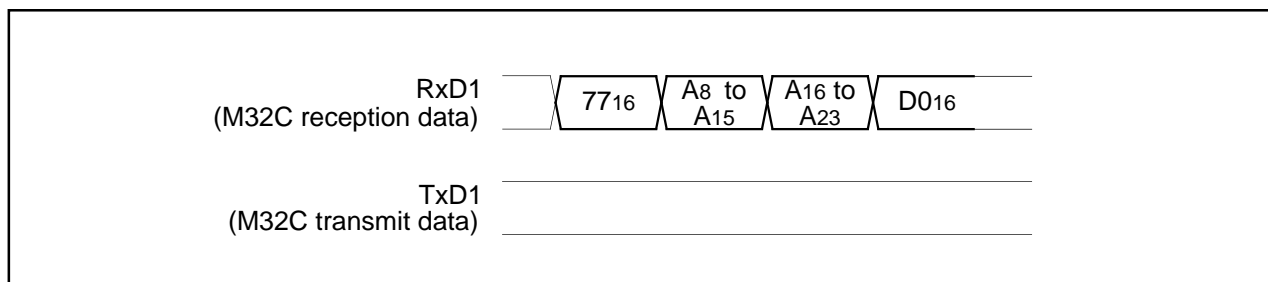 RxD1
(M32C reception data)
7716
A8 to
A15
A16 to
A23
D016
TxD1
(M32C transmit data)